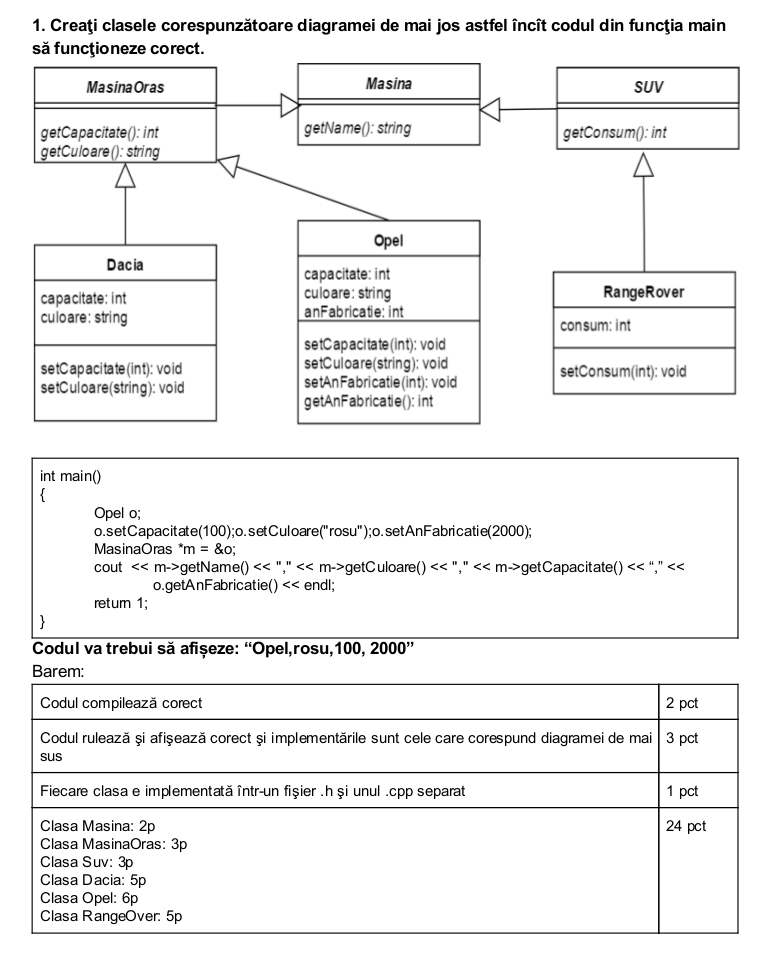 1. Creaţi clasele corespunzătoare diagramei de mai jos astfel încît codul din funcţia main
să funcţioneze corect.
MasinaOras
getCapacitate(): int
getCuloare(): string
Masina
getName(): string
SUV
getConsum(): int
Dacia
capacitate: int
culoare: string
setCapacitate(int): void
setCuloare(string): void
Opel
capacitate: int
culoare: string
anFabricatie: int
setCapacitate(int): void
setCuloare(string): void
setAnFabricatie(int): void
getAnFabricatie(): int
RangeRover
consum: int
setConsum(int): void
int main()
{
Opel o;
o.setCapacitate(100);o.setCuloare("rosu");o.setAnFabricatie(2000);
MasinaOras *m = &o;
cout << m->getName() << "," << m->getCuloare() << "," << m->getCapacitate() << “,” <<
o.getAnFabricatie() << endl;
return 1;
}
Codul va trebui să afișeze: “Opel,rosu,100, 2000”
Barem:
Codul compilează corect
2 pct
Codul rulează şi afişează corect şi implementările sunt cele care corespund diagramei de mai
sus
3 pct
Fiecare clasa e implementată într-un fişier .h şi unul .cpp separat
1 pct
Clasa Masina: 2p
Clasa MasinaOras: 3p
Clasa Suv: 3p
Clasa Dacia: 5p
Clasa Opel: 6p
Clasa RangeOver: 5p
24 pct